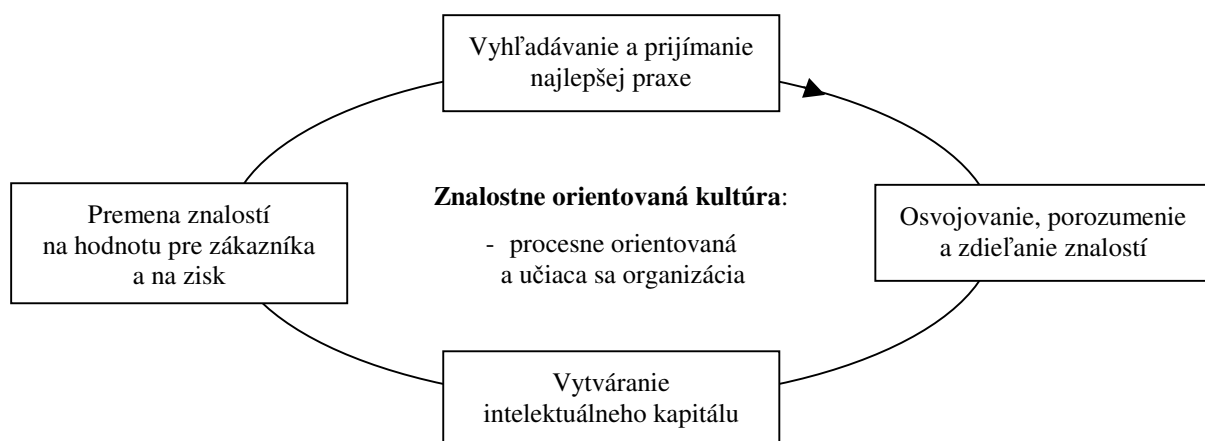 Vyhľadávanie a prijímanie
najlepšej praxe
Premena znalostí
na hodnotu pre zákazníka
a na zisk
Znalostne orientovaná kultúra:
- procesne orientovaná
a učiaca sa organizácia
Osvojovanie, porozumenie
a zdieľanie znalostí
Vytváranie
intelektuálneho kapitálu